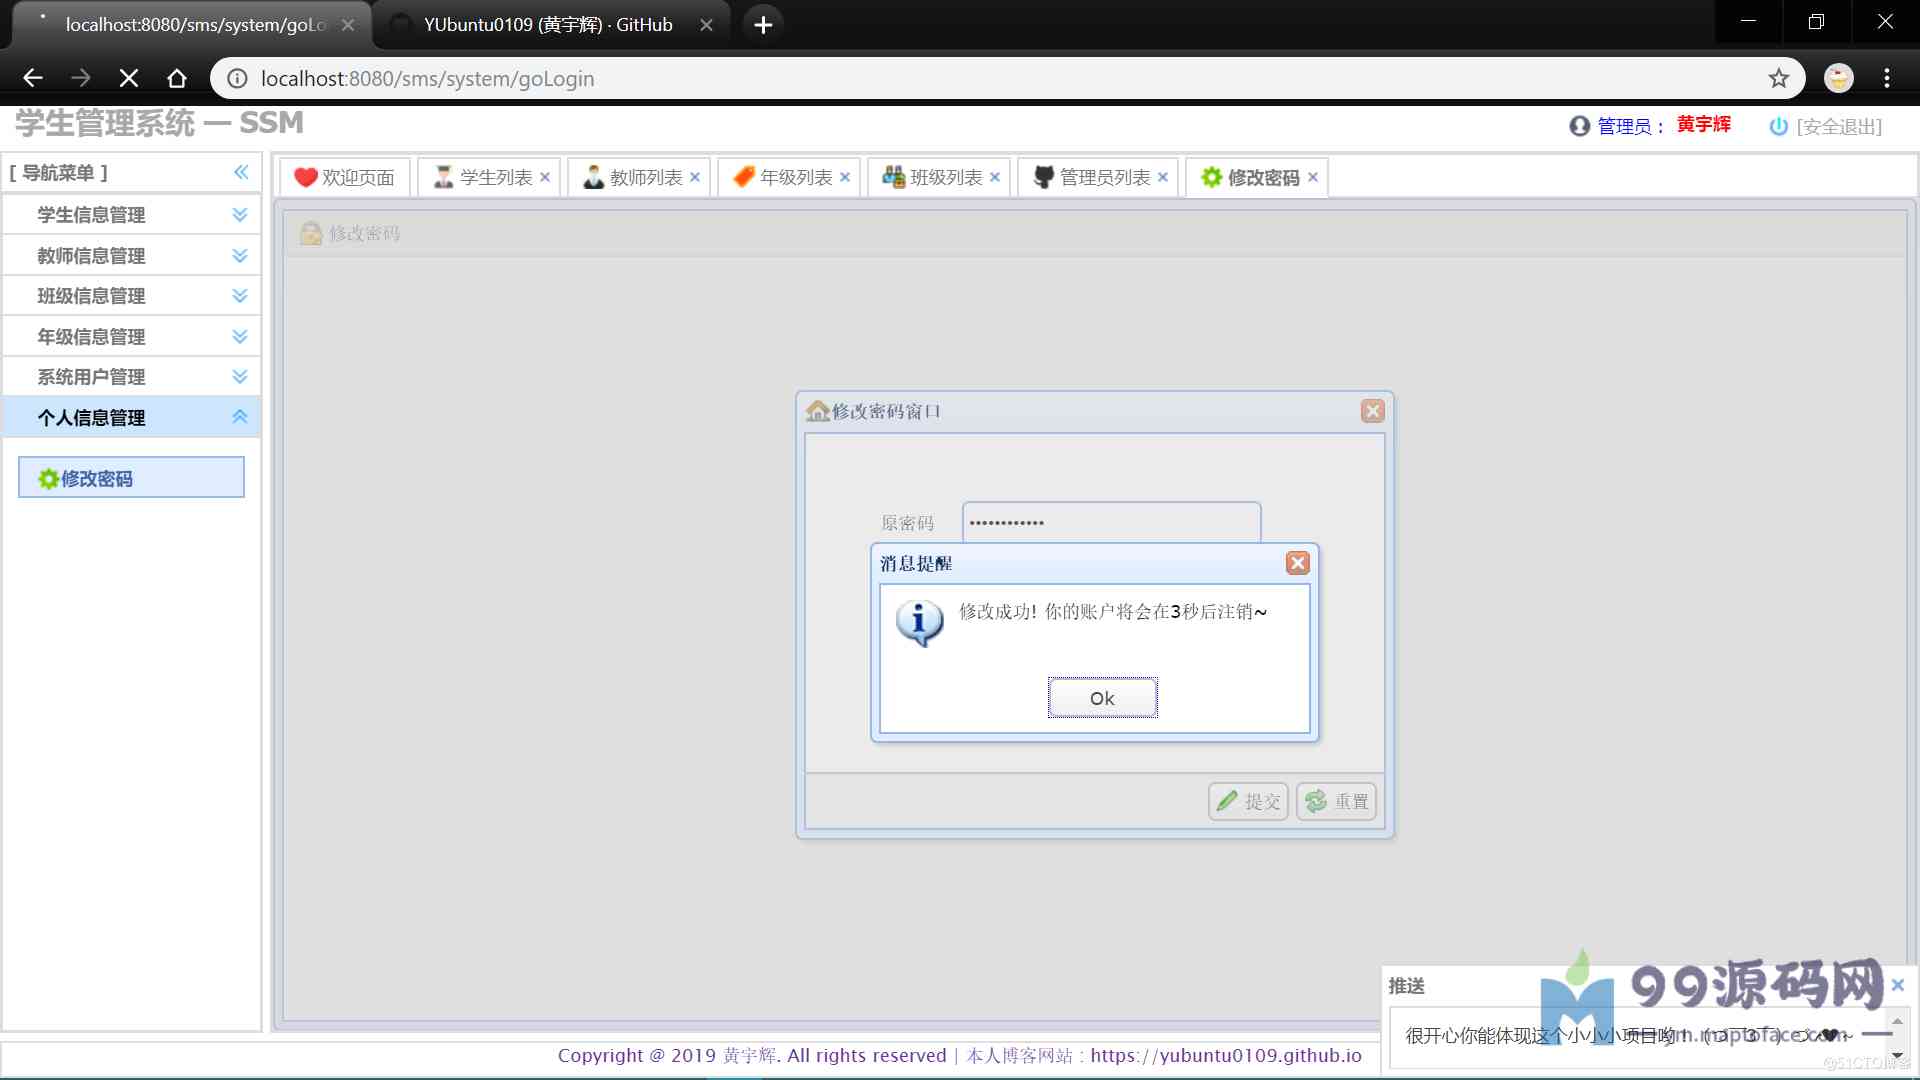 localhost:8080/sms/system/goLo
YUbuntu0109 (黄宇辉) · GitHub
localhost:8080/sms/system/goLogin
学生管理系统 — SSM
管理员： 黄宇辉 [安全退出]
[ 导航菜单 ]
欢迎页面 学生列表 教师列表 年级列表 班级列表 管理员列表 修改密码
学生信息管理
教师信息管理
班级信息管理
年级信息管理
系统用户管理
个人信息管理
修改密码
修改密码
修改密码窗口
原密码 ••••••••••••
消息提醒
修改成功! 你的账户将会在3秒后注销~
Ok
提交 重置
推送
99源码网
很开心你能体现这个小小小项目哟!
Copyright @ 2019 黄宇辉. All rights reserved | 本人博客网站 : https://yubuntu0109.github.io
@51CTO博客